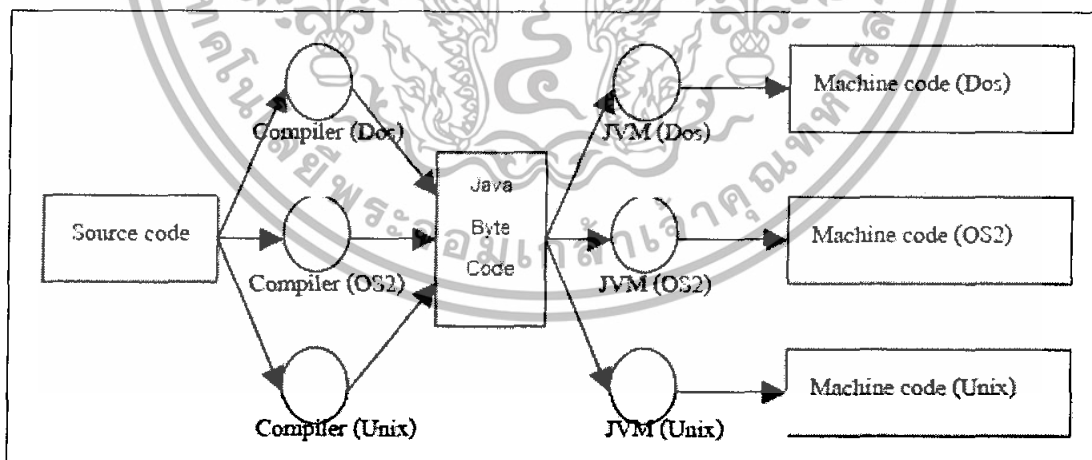 Compiler (Dos)
JVM (Dos)
Machine code (Dos)
Source code
Java
Byte
Code
Compiler (OS2)
JVM (OS2)
Machine code (OS2)
Compiler (Unix)
JVM (Unix)
Machine code (Unix)